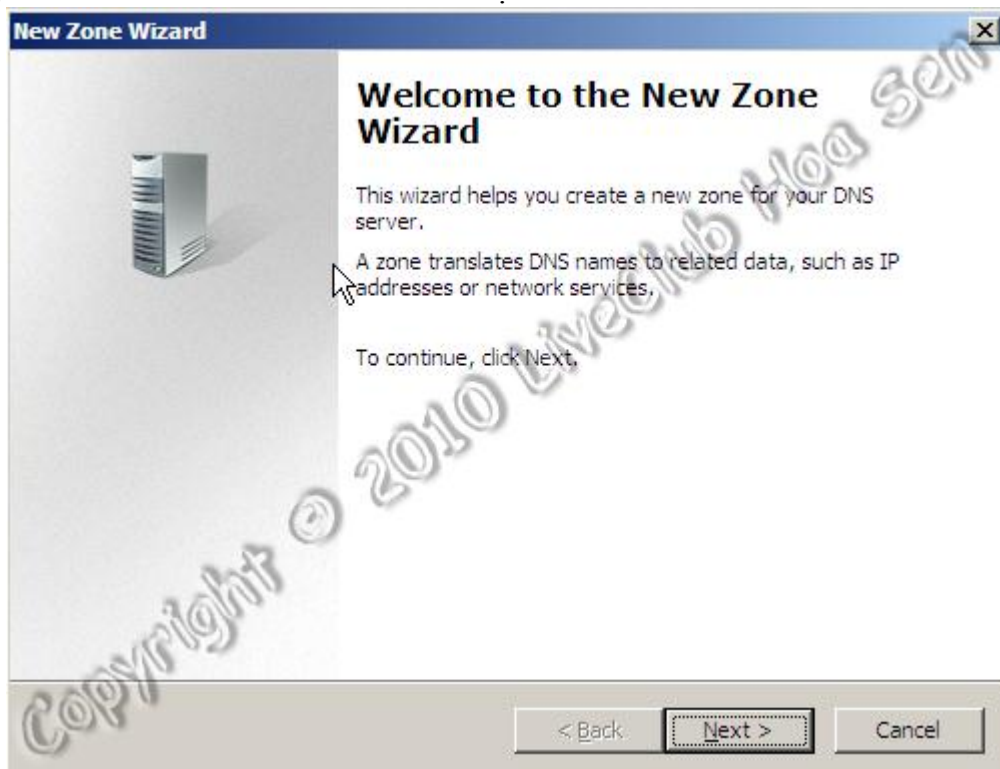 New Zone Wizard
Welcome to the New Zone
Wizard
This wizard helps you create a new zone for your DNS
server.
A zone translates DNS names to related data, such as IP
addresses or network services.
To continue, click Next.
< Back
Next >
Cancel
Copyright © 2010 Liveclub Hoa Sen